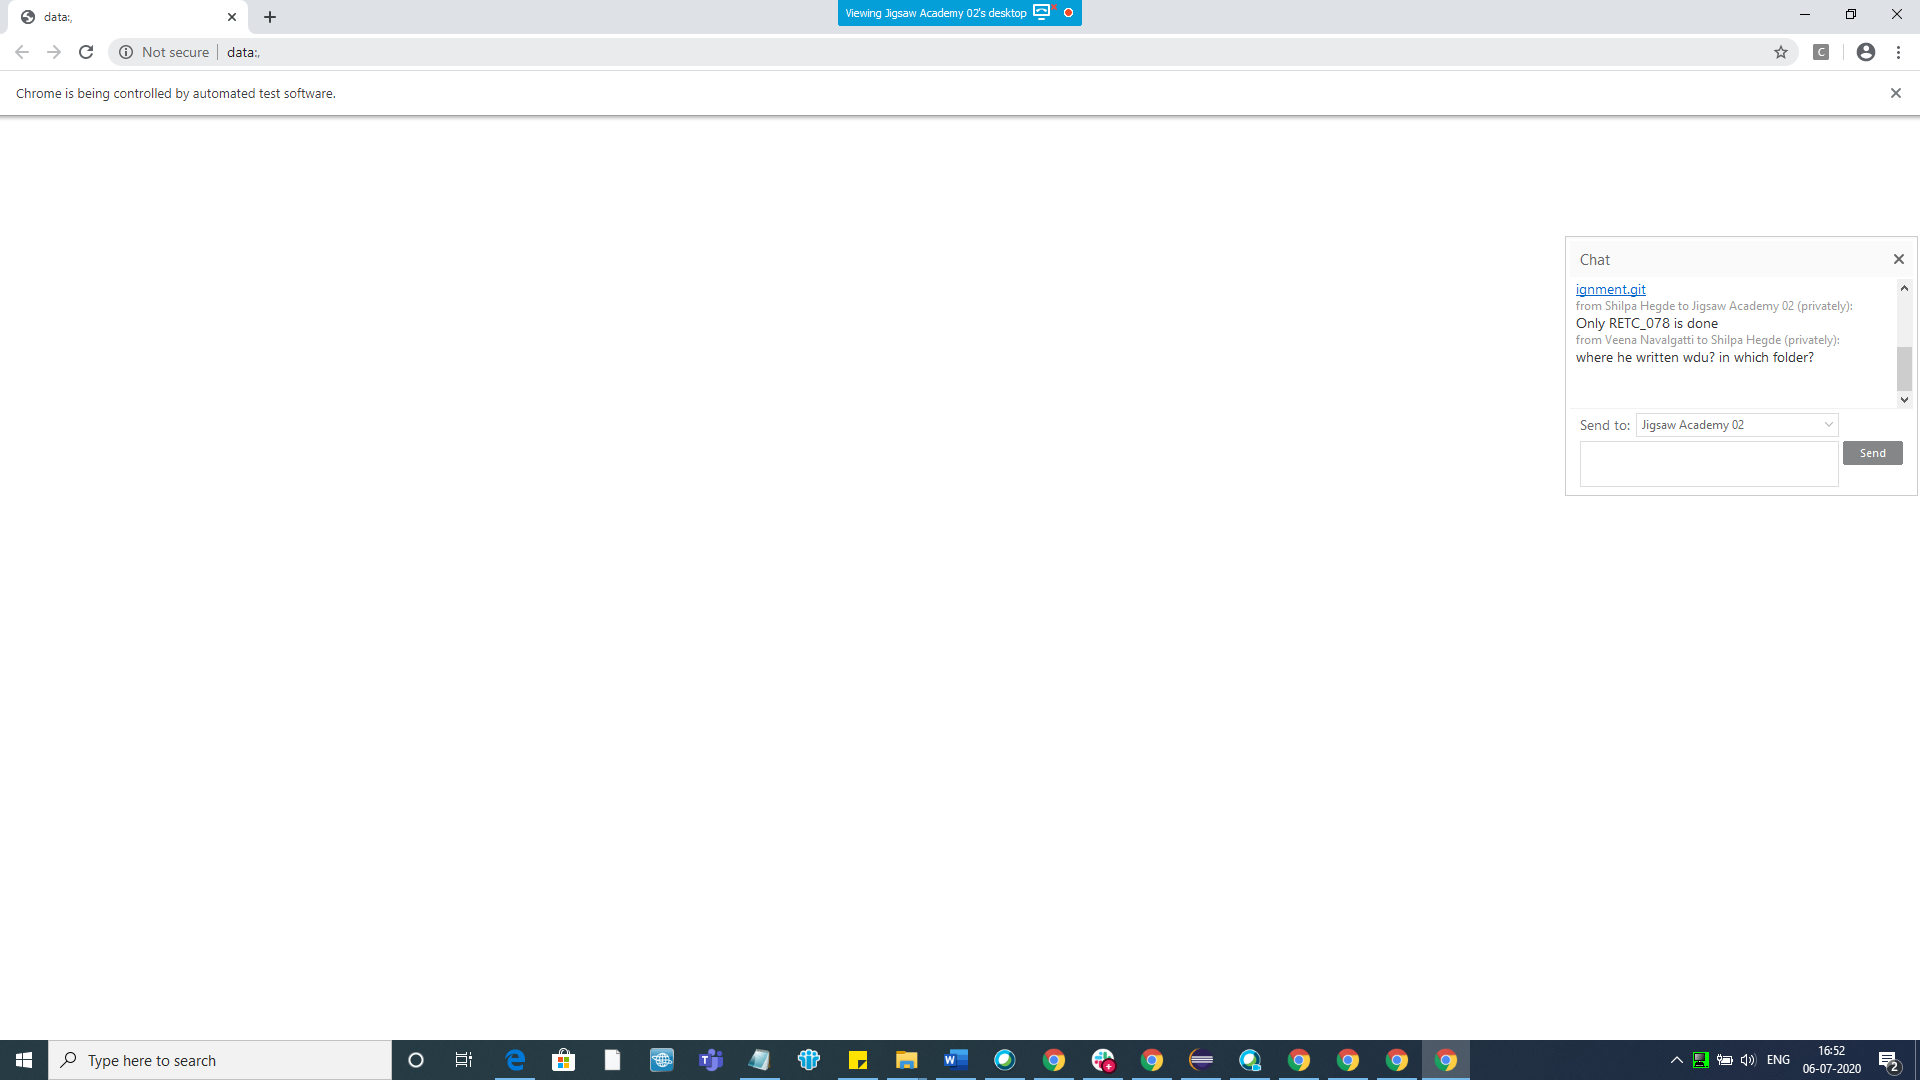 data:,
Viewing Jigsaw Academy 02's desktop
Not secure
data:,
C
Chrome is being controlled by automated test software.
Chat
ignment.git
from Shilpa Hegde to Jigsaw Academy 02 (privately):
Only RETC_078 is done
from Veena Navalgatti to Shilpa Hegde (privately):
where he written wdu? in which folder?
Send to:
Jigsaw Academy 02
Send
Type here to search
ENG
16:52
06-07-2020
2